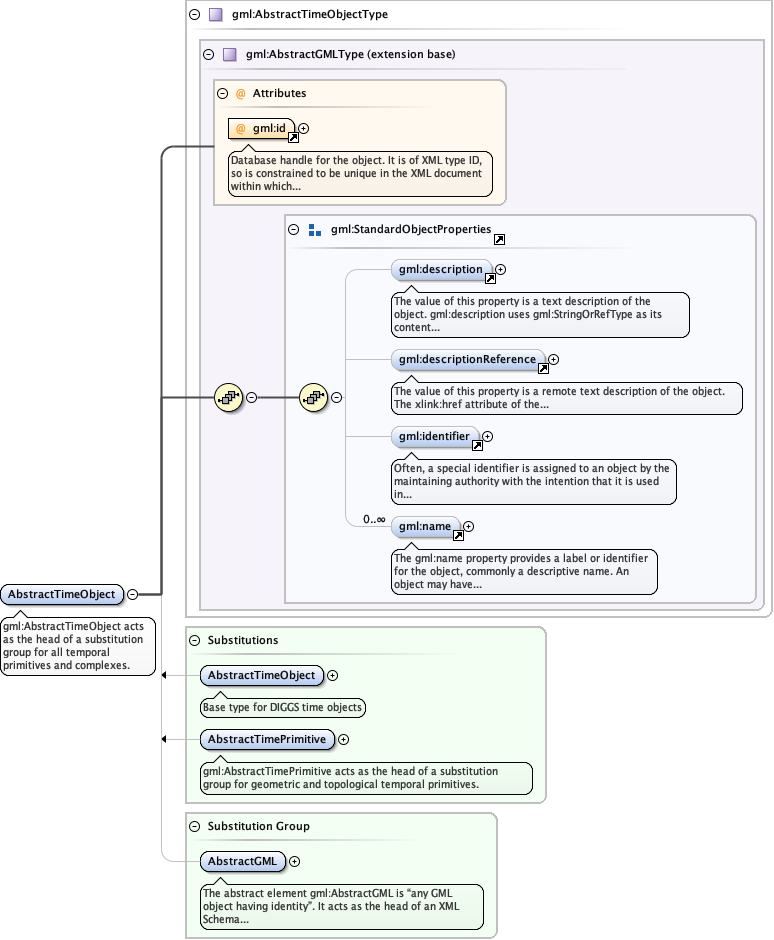 gml:AbstractTimeObjectType
gml:AbstractGMLType (extension base)
@ Attributes
@ gml:id
Database handle for the object. It is of XML type ID,
so is constrained to be unique in the XML document
within which...
gml:StandardObjectProperties
gml:description
The value of this property is a text description of the
object. gml:description uses gml:StringOrRefType as its
content...
gml:descriptionReference
The value of this property is a remote text description of the object.
The xlink:href attribute of the...
gml:identifier
Often, a special identifier is assigned to an object by the
maintaining authority with the intention that it is used
in...
0..∞
gml:name
The gml:name property provides a label or identifier
for the object, commonly a descriptive name. An
object may have...
AbstractTimeObject
gml:AbstractTimeObject acts
as the head of a substitution
group for all temporal
primitives and complexes.
Substitutions
AbstractTimeObject
Base type for DIGGS time objects
AbstractTimePrimitive
gml:AbstractTimePrimitive acts as the head of a substitution
group for geometric and topological temporal primitives.
Substitution Group
AbstractGML
The abstract element gml:AbstractGML is “any GML
object having identity”. It acts as the head of an XML
Schema...